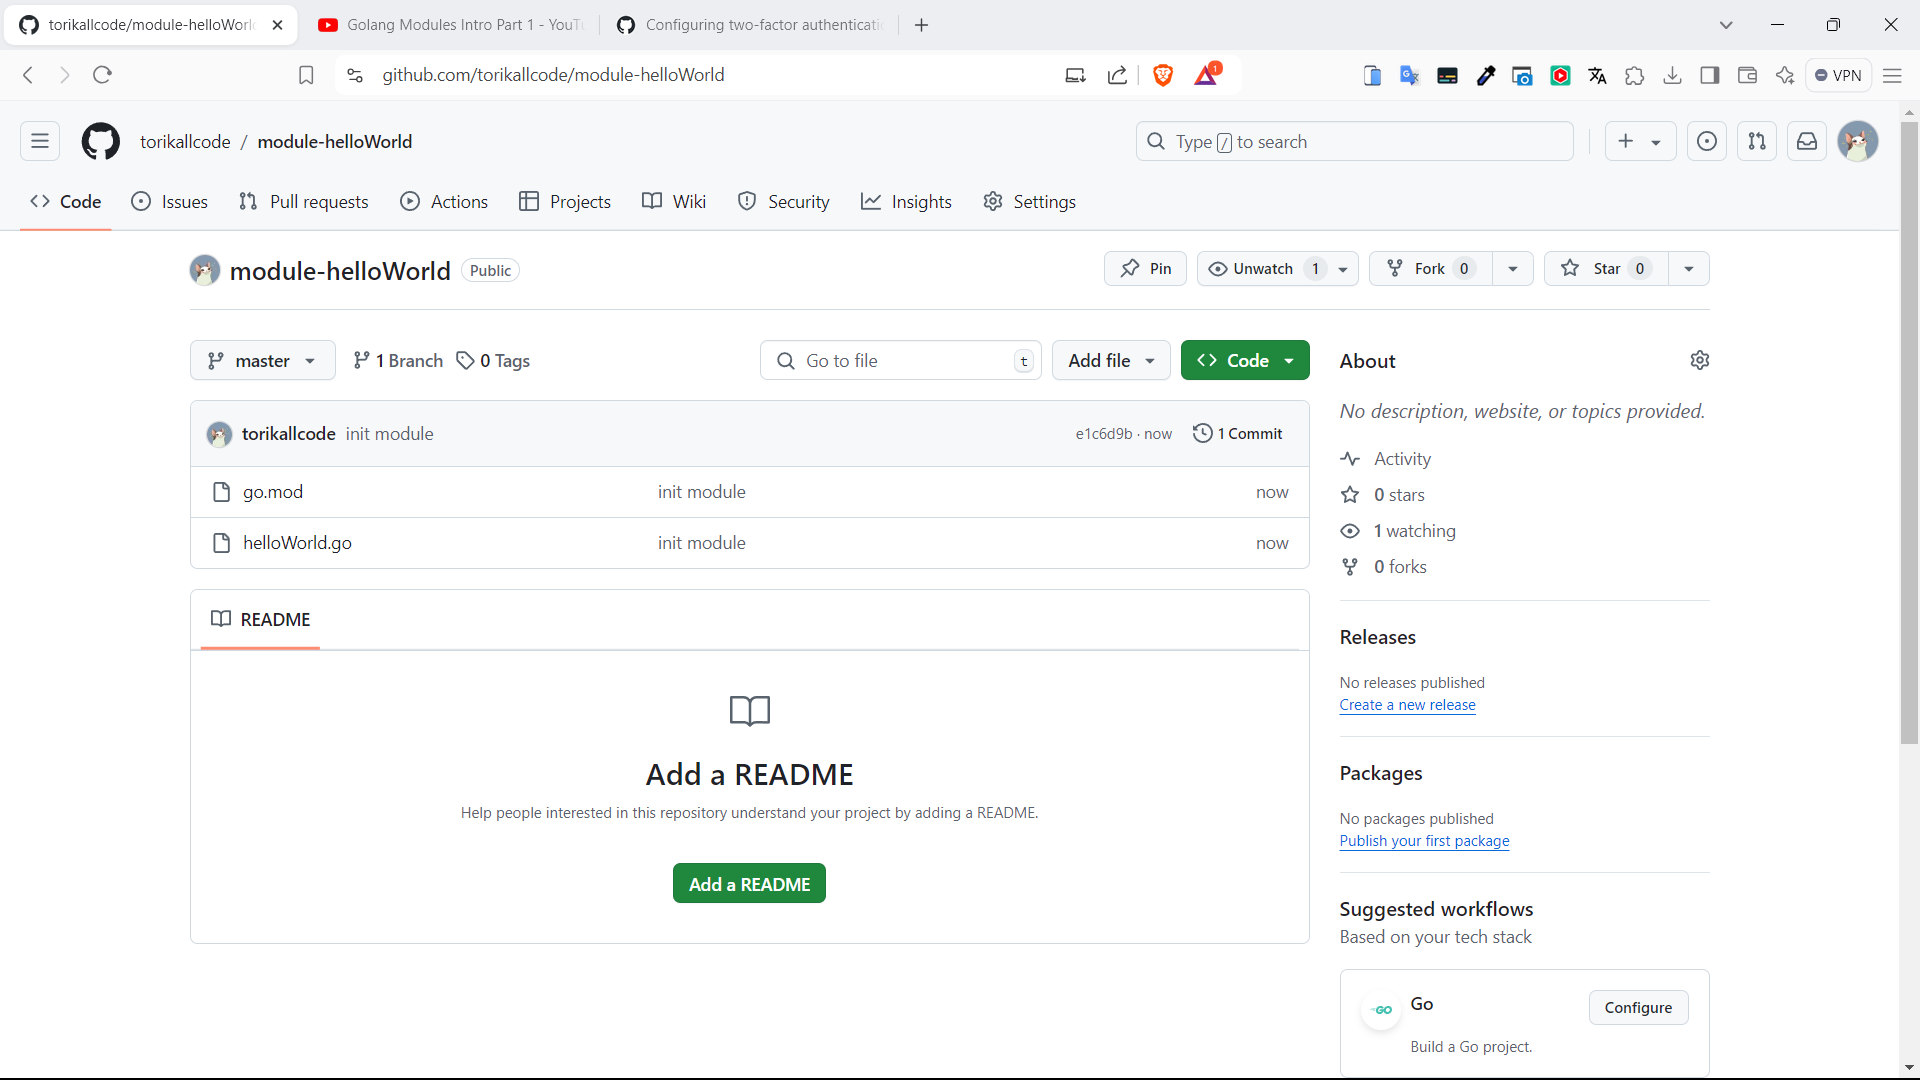 torikallcode/module-helloWorl
Golang Modules Intro Part 1 - YouT
Configuring two-factor authenticati
github.com/torikallcode/module-helloWorld
1
VPN
torikallcode / module-helloWorld
Type / to search
Code
Issues
Pull requests
Actions
Projects
Wiki
Security
Insights
Settings
module-helloWorld
Public
Pin
Unwatch 1
Fork 0
Star 0
master
1 Branch
0 Tags
Go to file
t
Add file
Code
torikallcode init module
e1c6d9b · now
1 Commit
go.mod init module now
helloWorld.go init module now
README
Add a README
Help people interested in this repository understand your project by adding a README.
Add a README
About
No description, website, or topics provided.
Activity
0 stars
1 watching
0 forks
Releases
No releases published
Create a new release
Packages
No packages published
Publish your first package
Suggested workflows
Based on your tech stack
GO
Go
Configure
Build a Go project.